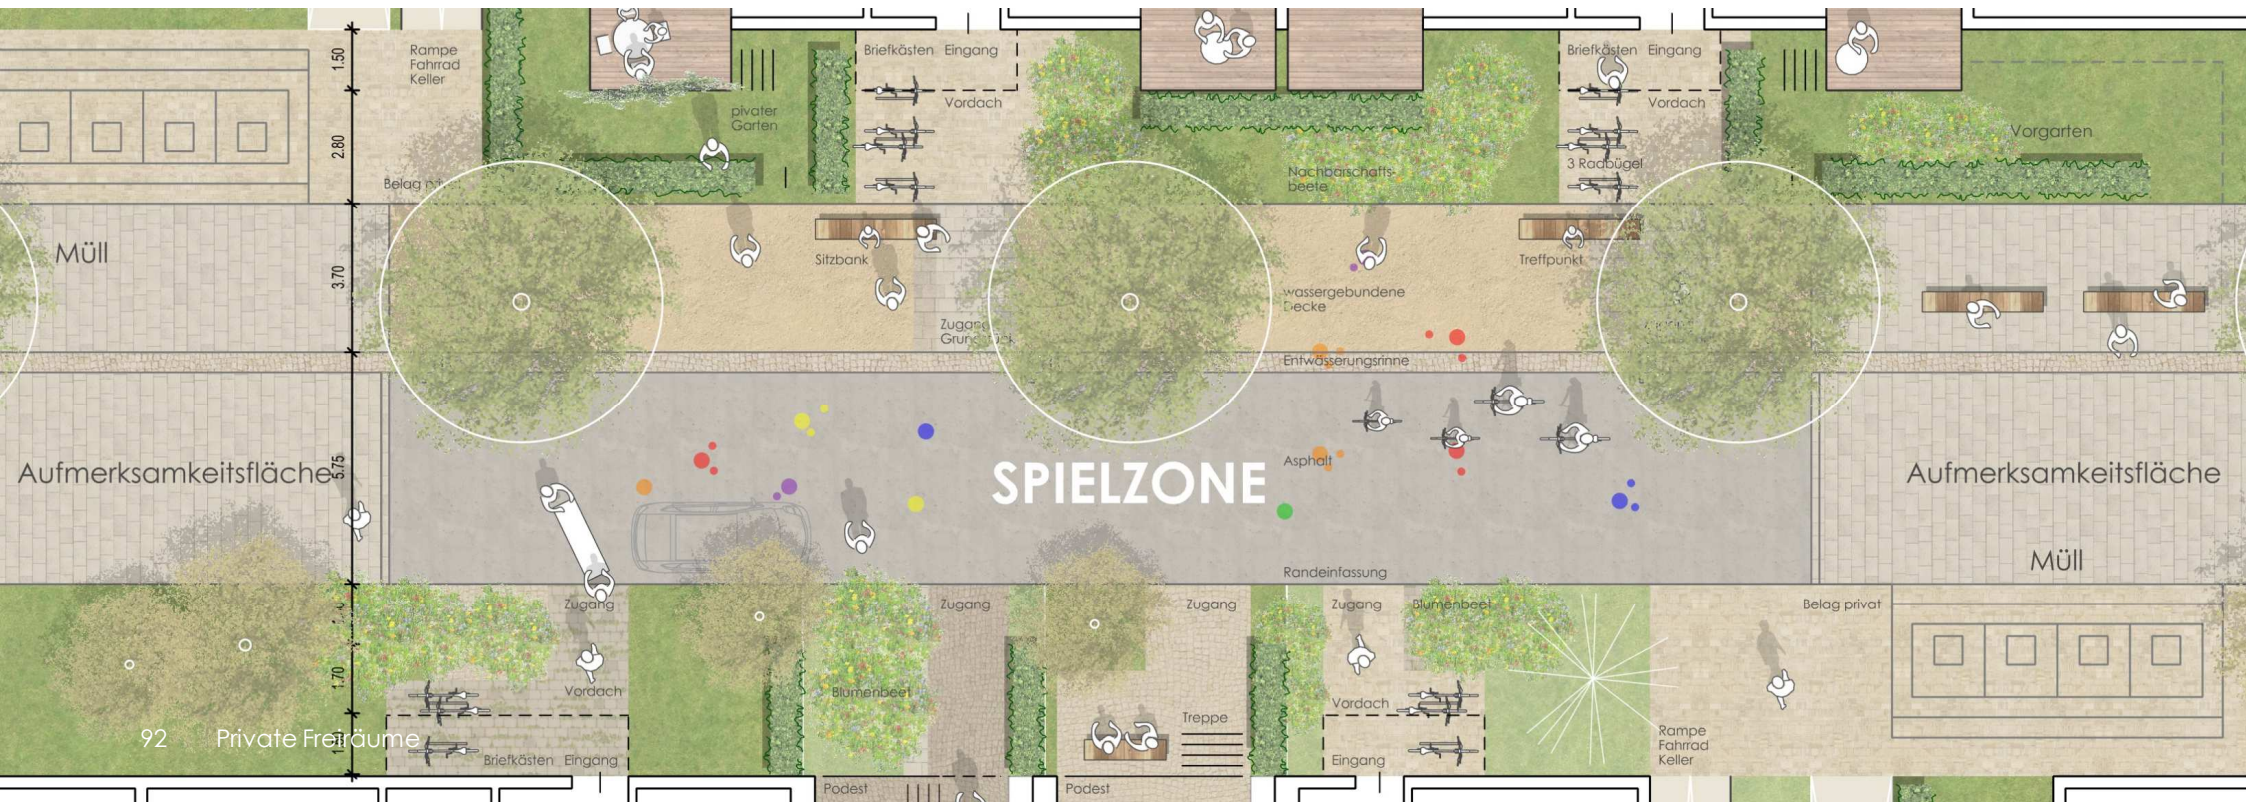 1.50
Rampe
Fahrrad
Keller
Briefkästen Eingang
Vordach
Briefkästen Eingang
Vordach
2.80
pivater
Garten
Vorgarten
3 Radbügel
Nachbarschafts-
beete
Belag
Müll
3.70
Sitzbank
Treffpunkt
wassergebundene
Decke
Zugang
Entwässerungsrinne
Aufmerksamkeitsfläche
5.75
SPIELZONE
Asphalt
Aufmerksamkeitsfläche
Müll
Randeinfassung
Zugang
Zugang
Zugang
Zugang
Blumenbeet
Belag privat
1.70
Vordach
Blumenbeet
Vordach
Treppe
Rampe
Fahrrad
Keller
92 Private Freiräume
Briefkästen Eingang
Eingang
Podest
Podest